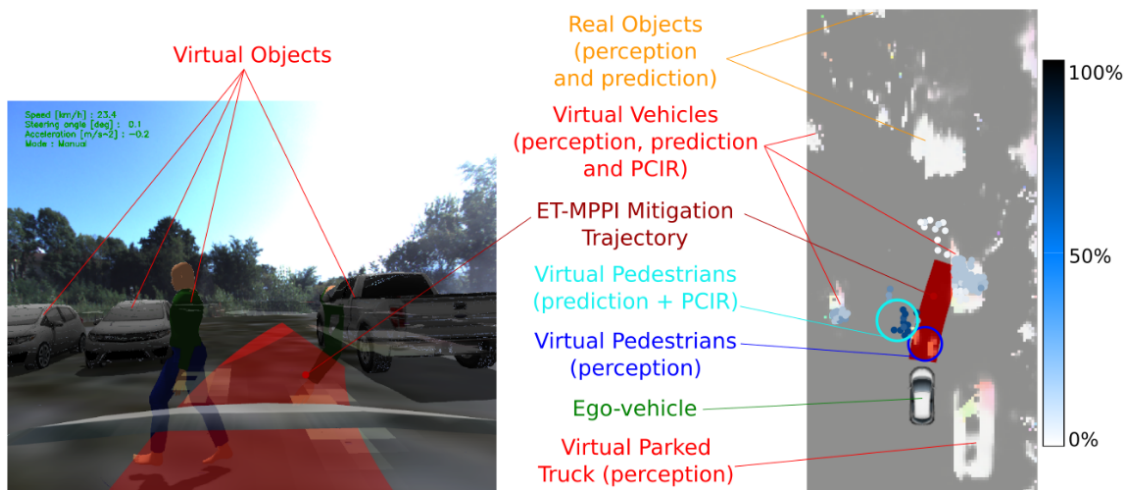 Virtual Objects
Speed [km/h] : 23.4
Steering angle [deg] : 0.1
Acceleration [m/s~2] : -0.2
Mode : Manual
Real Objects
(perception
and prediction)
Virtual Vehicles
(perception, prediction
and PCIR)
ET-MPPI Mitigation
Trajectory
Virtual Pedestrians
(prediction + PCIR)
Virtual Pedestrians
(perception)
Ego-vehicle
Virtual Parked
Truck (perception)
100%
50%
0%